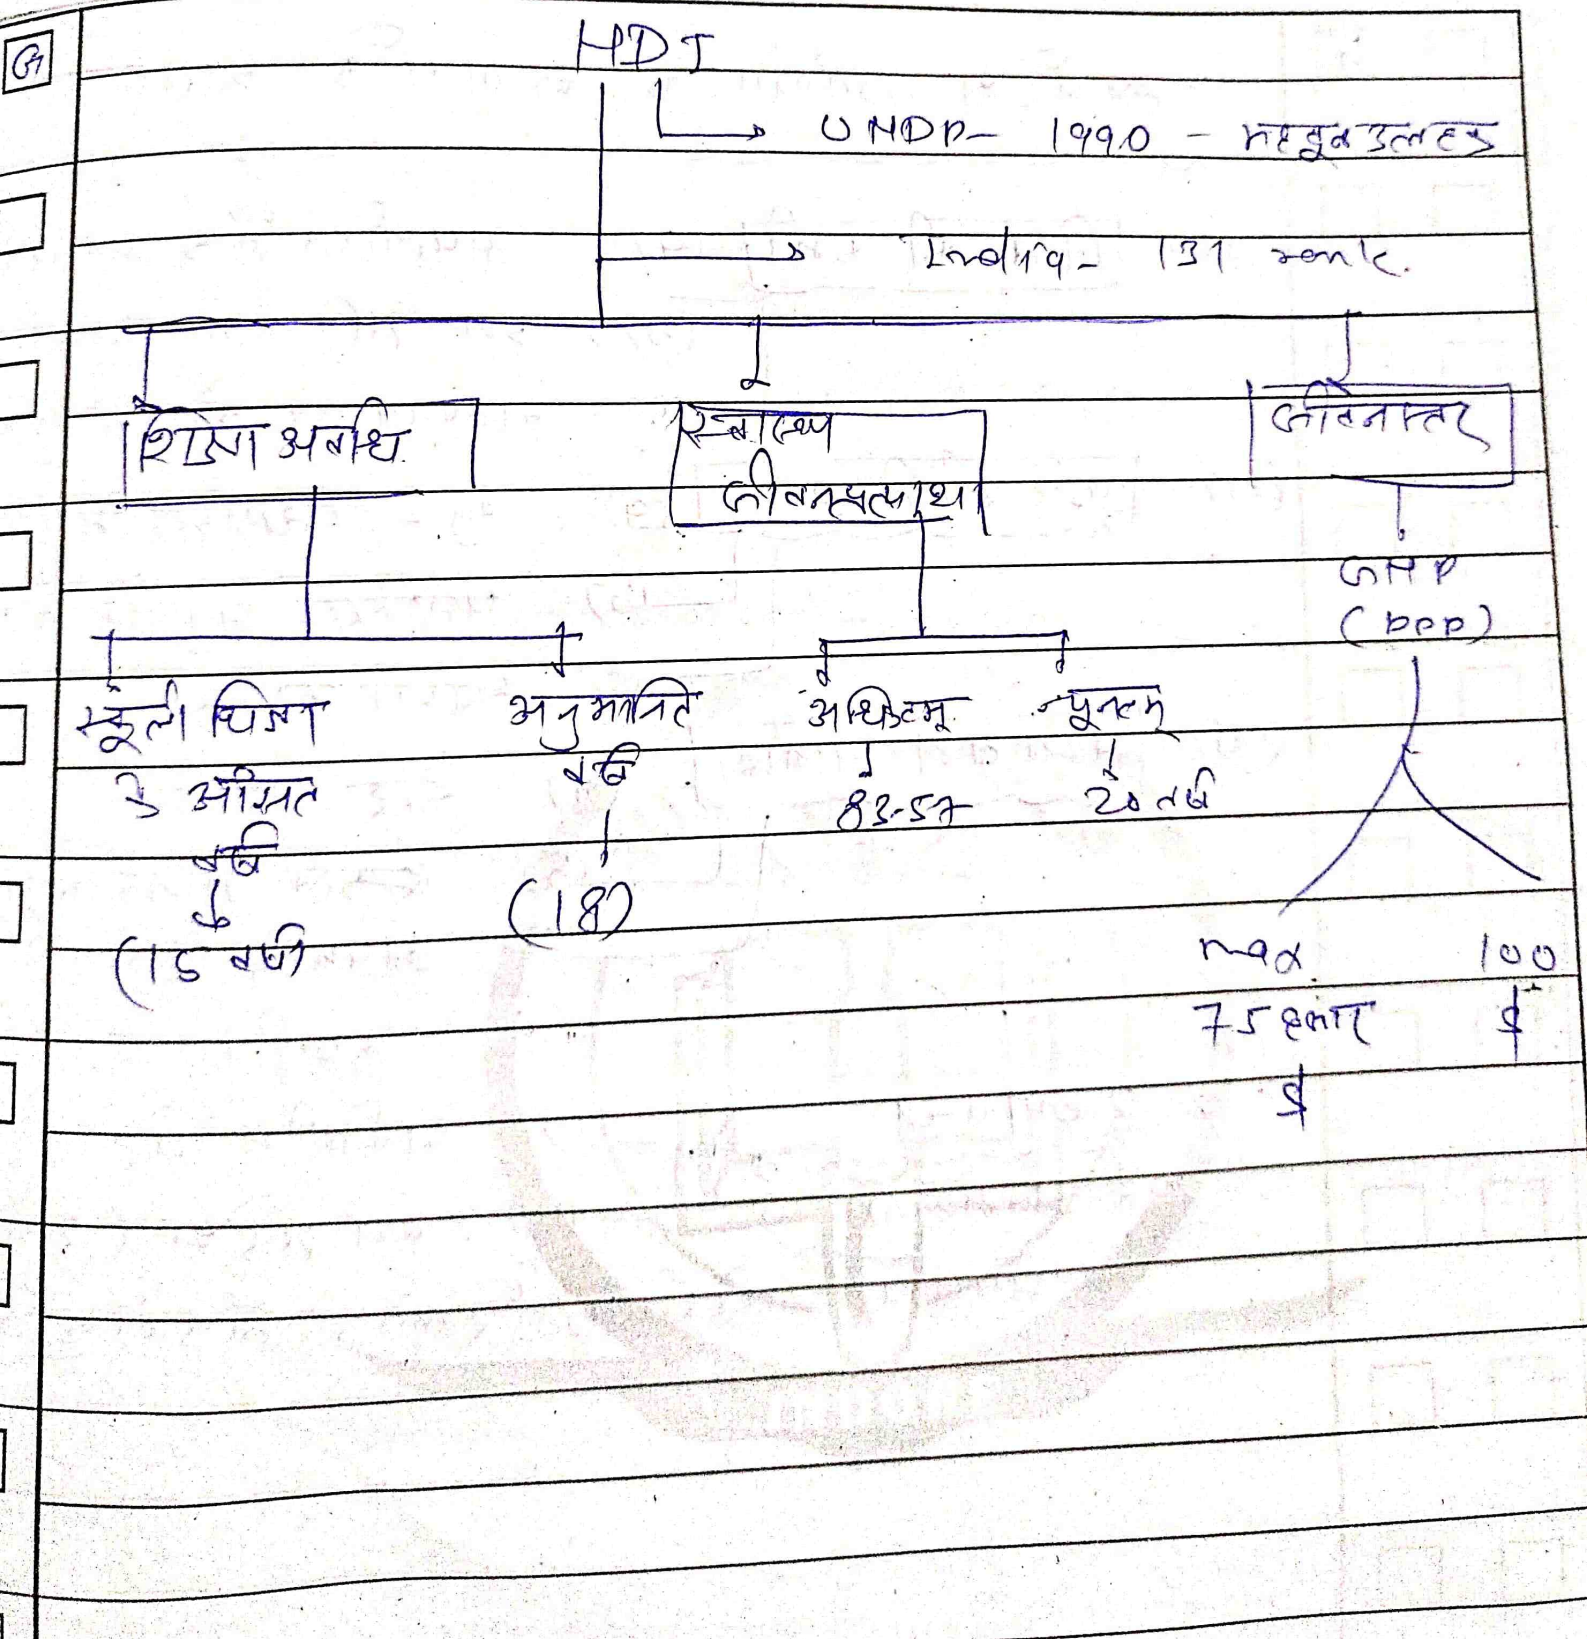 HDI
UNDP - 1990 - महबूब उल हक
India - 131 rank.
शिक्षा अवधि
स्वास्थ्य
जीवन प्रत्याशा
जीवनस्तर
GNP
(PPP)
स्कूली शिक्षा
के औसत
वर्ष
(15 वर्ष)
अनुमानित
वर्ष
(18)
अधिकतम
83.57
न्यूनतम
20 वर्ष
max
75 हजार
$
100
$